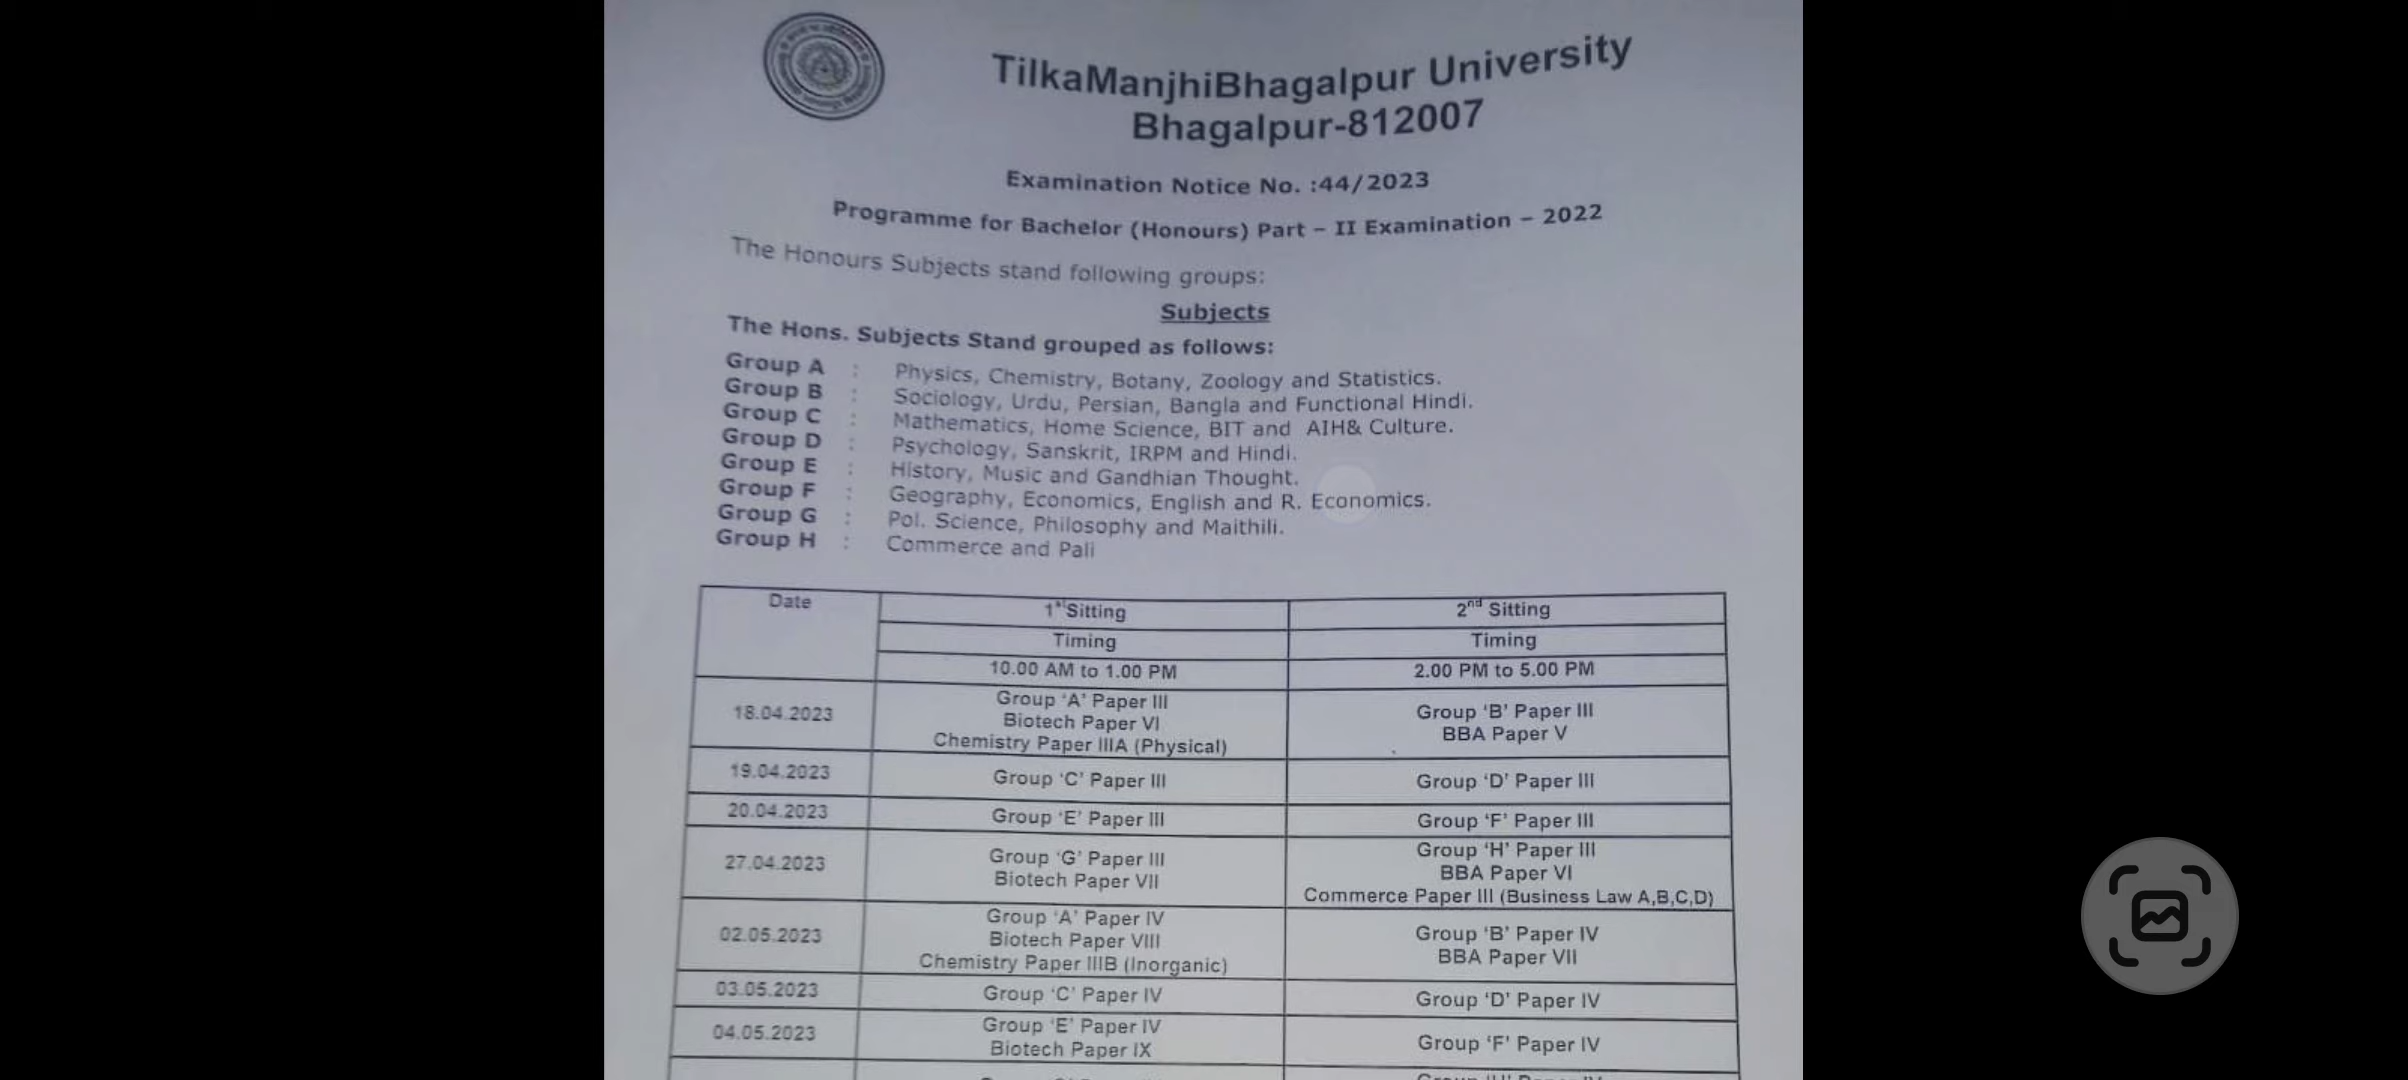 TilkaManjhiBhagalpur University
Bhagalpur-812007
Examination Notice No. :44/2023
Programme for Bachelor (Honours) Part – II Examination – 2022
The Honours Subjects stand following groups:
Subjects
The Hons. Subjects Stand grouped as follows:
Group A : Physics, Chemistry, Botany, Zoology and Statistics.
Group B : Sociology, Urdu, Persian, Bangla and Functional Hindi.
Group C : Mathematics, Home Science, BIT and AIH& Culture.
Group D : Psychology, Sanskrit, IRPM and Hindi.
Group E : History, Music and Gandhian Thought.
Group F : Geography, Economics, English and R. Economics.
Group G : Pol. Science, Philosophy and Maithili.
Group H : Commerce and Pali
Date 1st Sitting 2nd Sitting
Timing Timing
10.00 AM to 1.00 PM 2.00 PM to 5.00 PM
18.04.2023
Group ‘A’ Paper III
Biotech Paper VI
Chemistry Paper IIIA (Physical)
Group ‘B’ Paper III
BBA Paper V
19.04.2023 Group ‘C’ Paper III Group ‘D’ Paper III
20.04.2023 Group ‘E’ Paper III Group ‘F’ Paper III
27.04.2023
Group ‘G’ Paper III
Biotech Paper VII
Group ‘H’ Paper III
BBA Paper VI
Commerce Paper III (Business Law A,B,C,D)
02.05.2023
Group ‘A’ Paper IV
Biotech Paper VIII
Chemistry Paper IIIB (Inorganic)
Group ‘B’ Paper IV
BBA Paper VII
03.05.2023 Group ‘C’ Paper IV Group ‘D’ Paper IV
04.05.2023
Group ‘E’ Paper IV
Biotech Paper IX
Group ‘F’ Paper IV